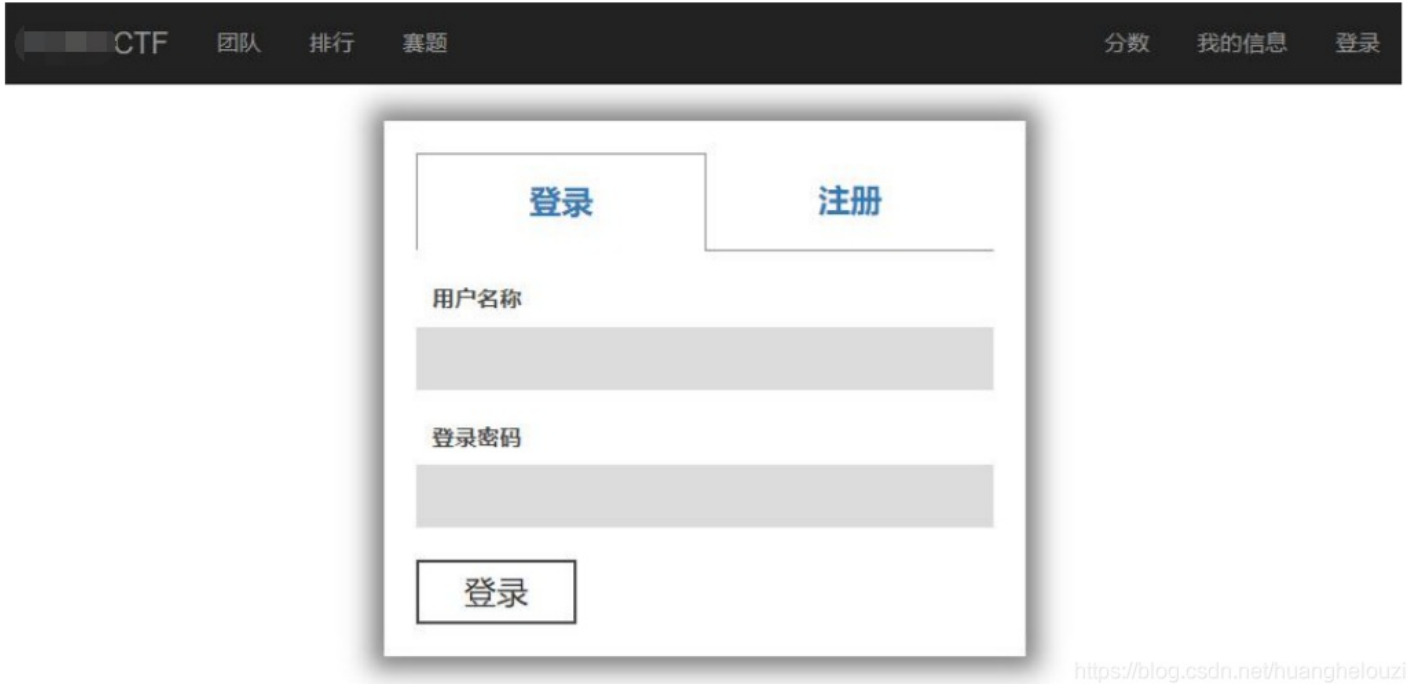 CTF 团队 排行 赛题 分数 我的信息 登录
登录 注册
用户名称
登录密码
登录
https://blog.csdn.net/huanghelouzi